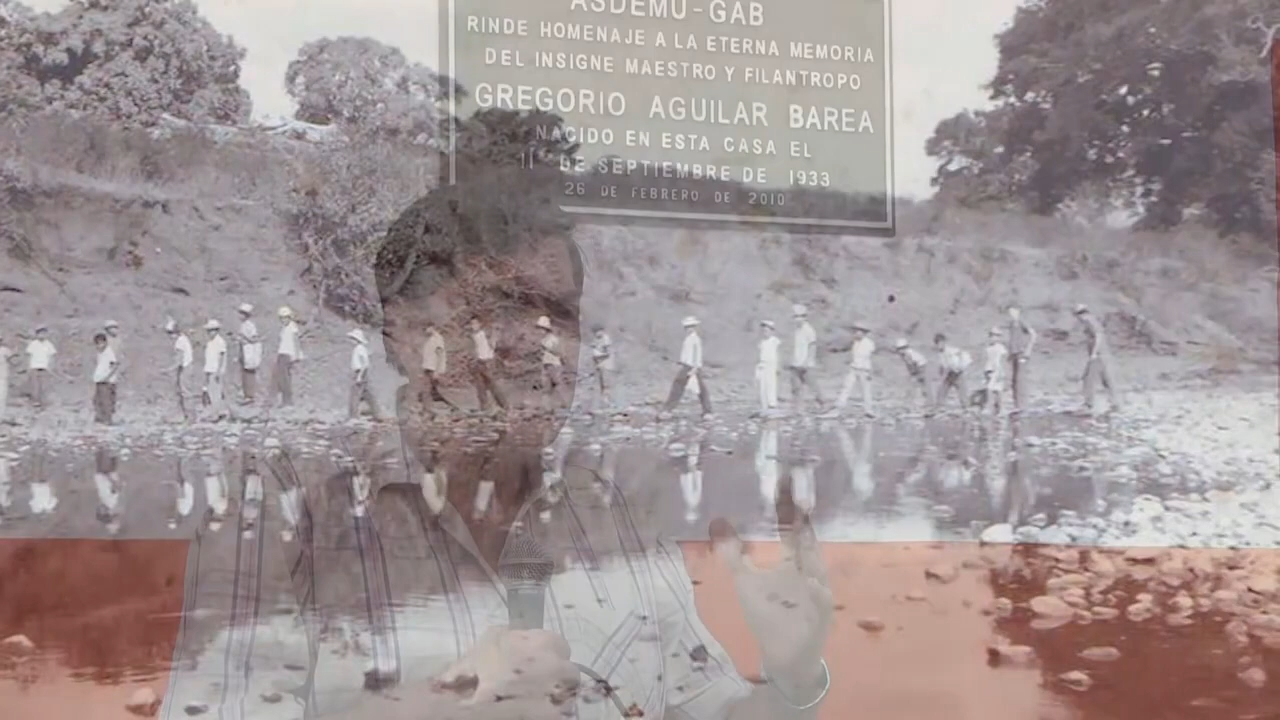 ASDEMU-GAB
RINDE HOMENAJE A LA ETERNA MEMORIA
DEL INSIGNE MAESTRO Y FILANTROPO
GREGORIO AGUILAR BAREA
NACIDO EN ESTA CASA EL
11 DE SEPTIEMBRE DE 1933
26 DE FEBRERO DE 2010